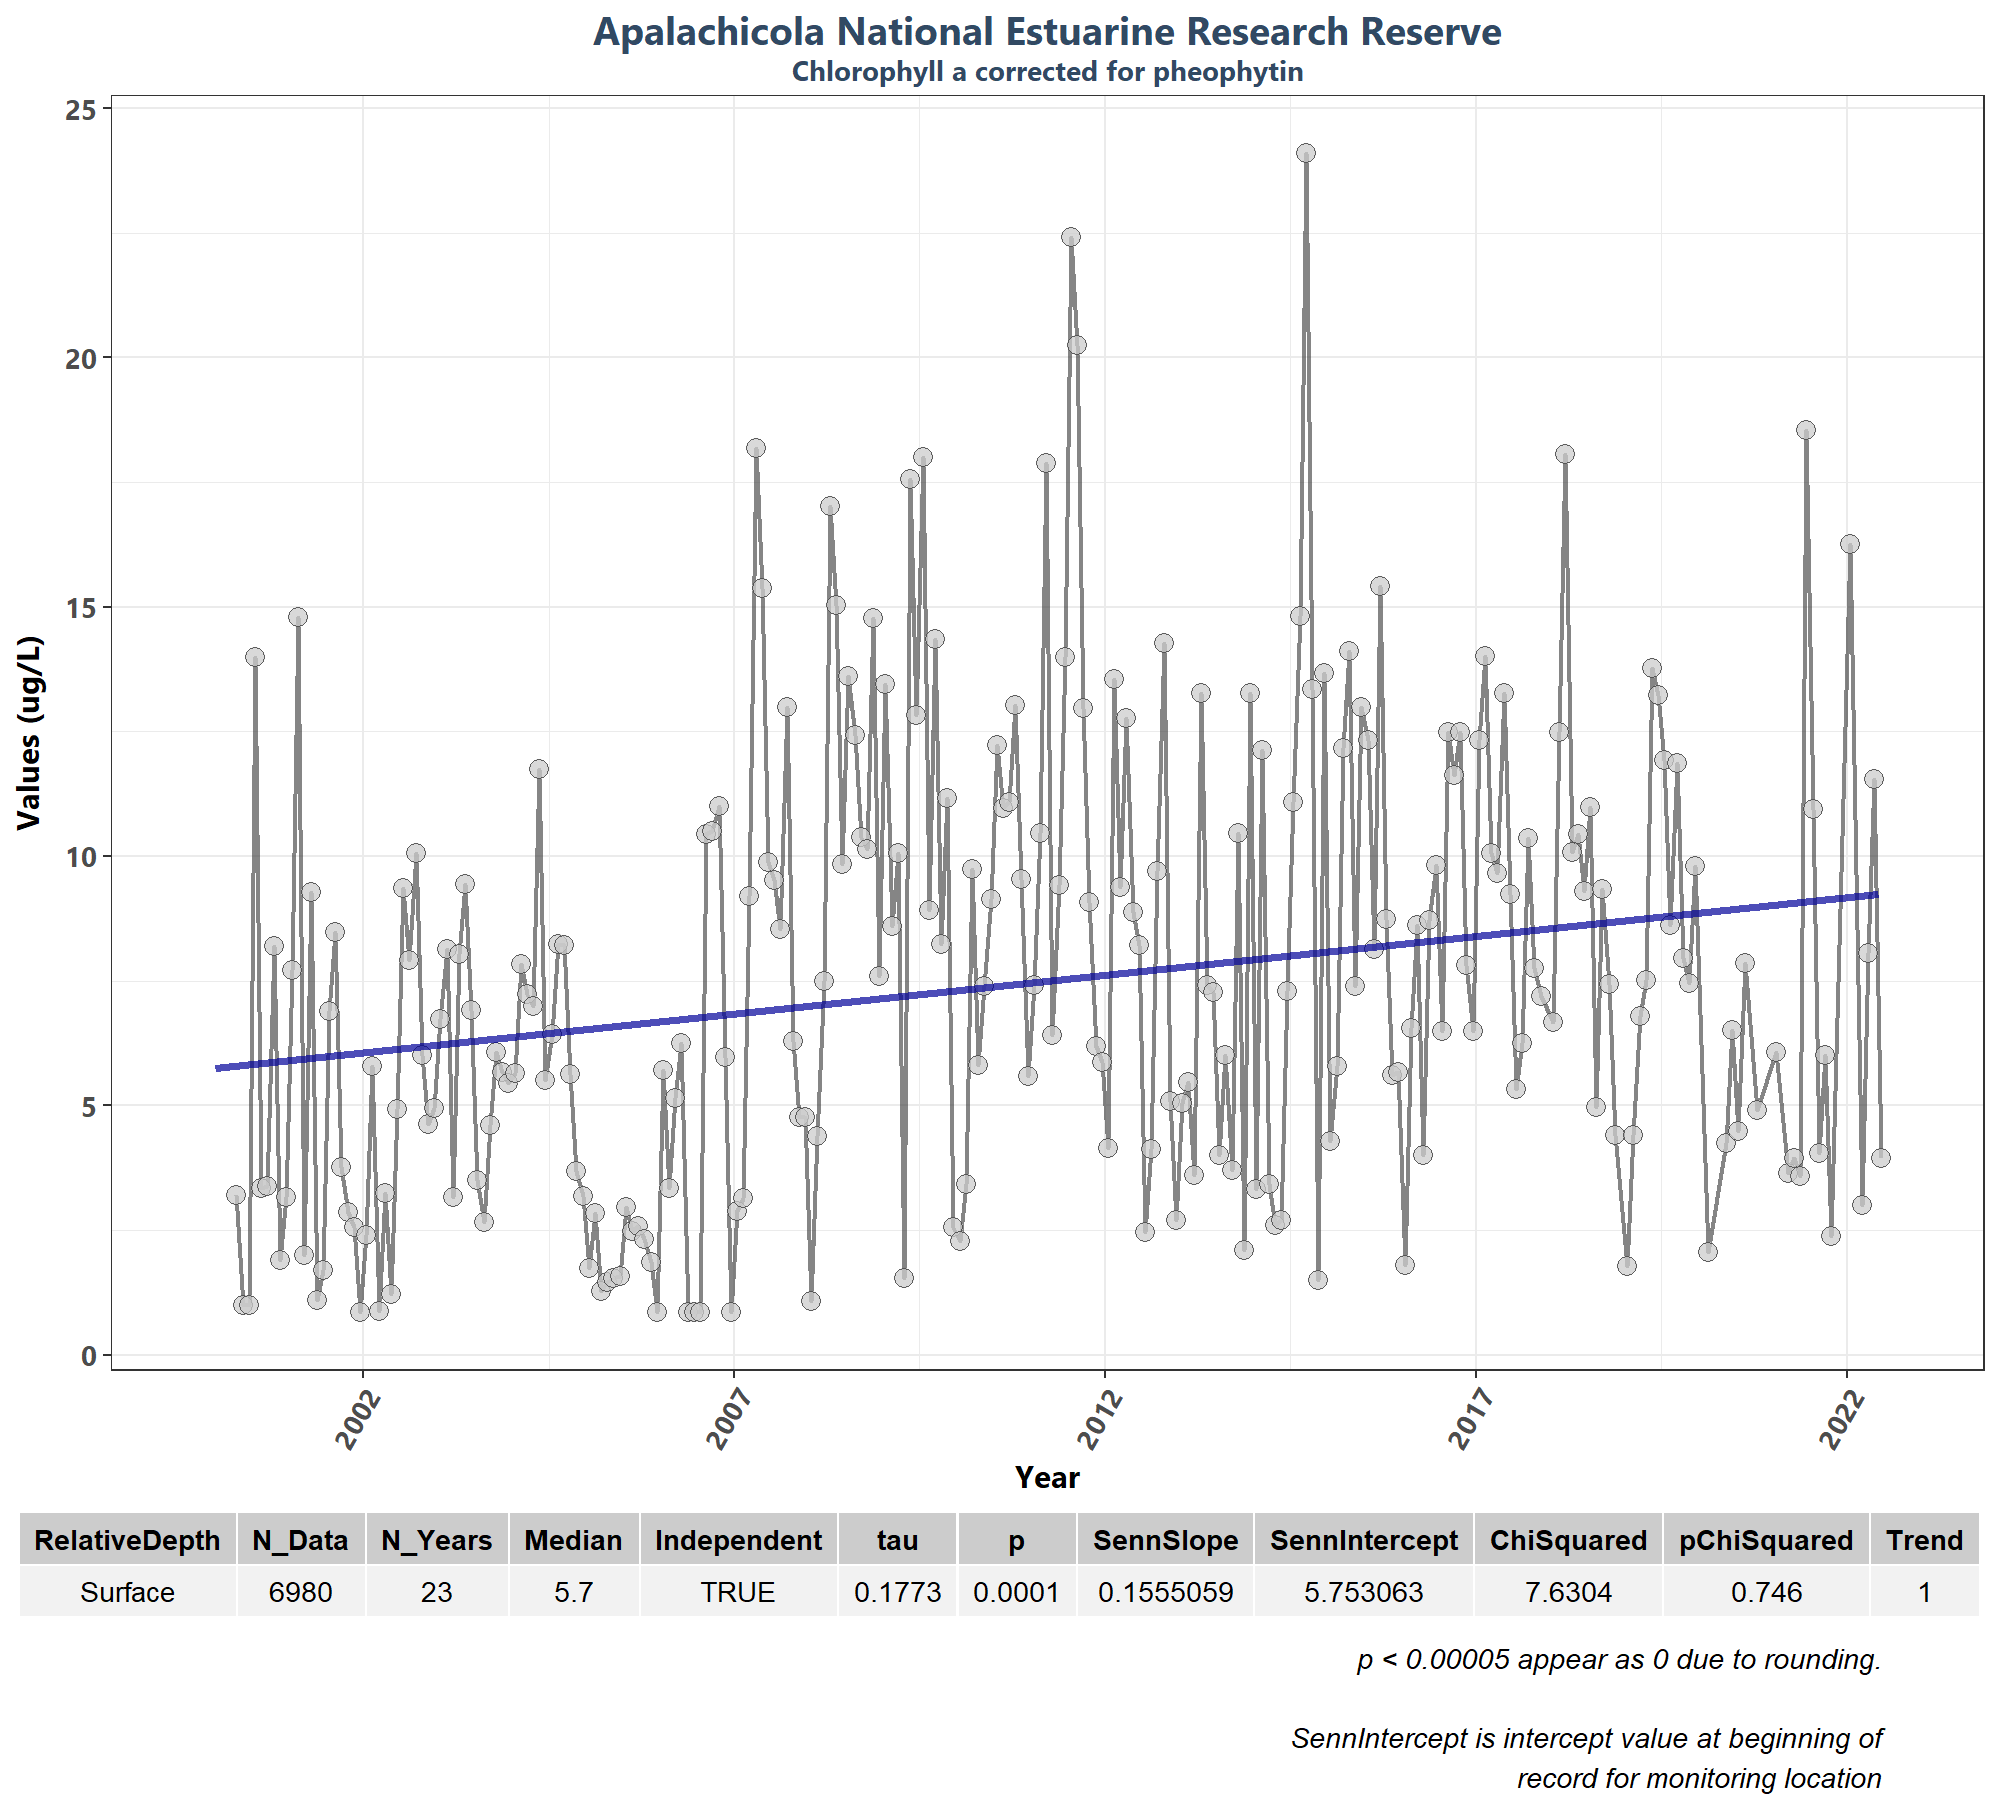 Apalachicola National Estuarine Research Reserve
Chlorophyll a corrected for pheophytin
25
20
15
10
5
0
Values (ug/L)
2002 2007 2012 2017 2022
Year
RelativeDepth N_Data N_Years Median Independent tau p SennSlope SennIntercept ChiSquared pChiSquared Trend
Surface 6980 23 5.7 TRUE 0.1773 0.0001 0.1555059 5.753063 7.6304 0.746 1
p < 0.00005 appear as 0 due to rounding.
SennIntercept is intercept value at beginning of
record for monitoring location